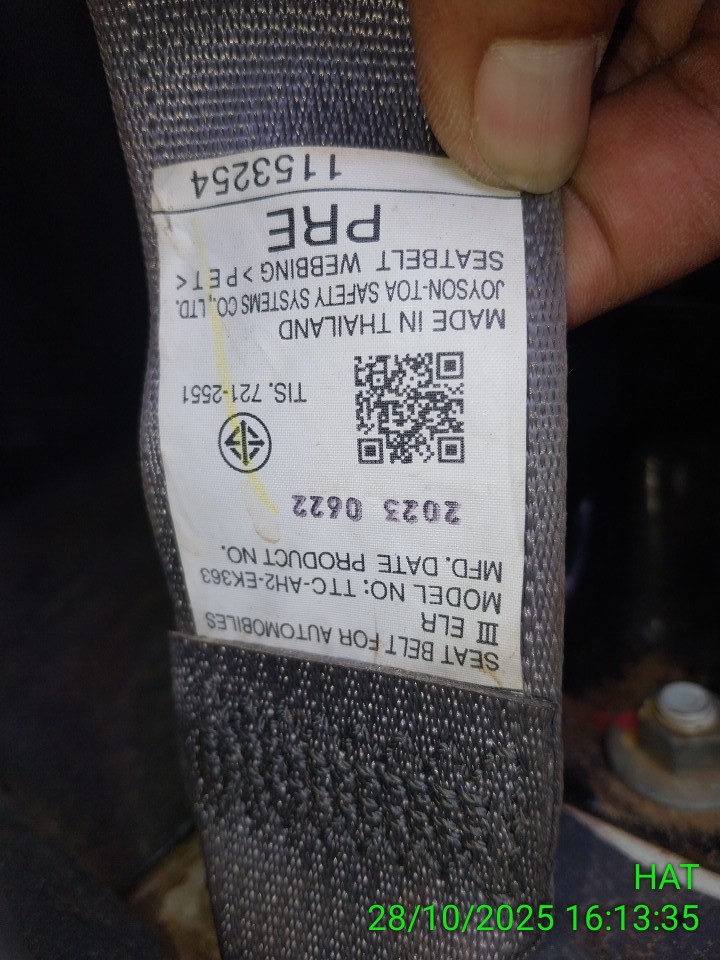 SEAT BELT FOR AUTOMOBILES
III ELR
MODEL NO: TTC-AH2-EK363
MFD. DATE PRODUCT NO.
2023 0622
TIS. 721-2551
MADE IN THAILAND
JOYSON-TOA SAFETY SYSTEMS CO., LTD.
SEATBELT WEBBING >PET<
PRE
1153254
HAT
28/10/2025 16:13:35